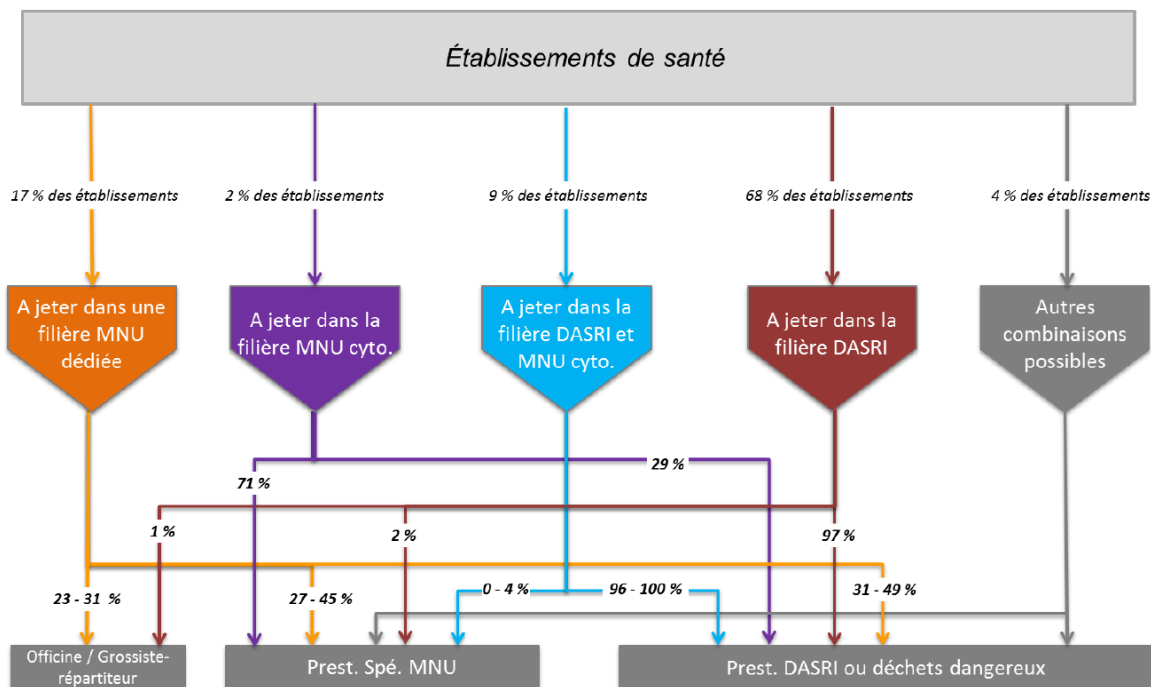 Établissements de santé
17 % des établissements
2 % des établissements
9 % des établissements
68 % des établissements
4 % des établissements
A jeter dans une
filière MNU
dédiée
A jeter dans la
filière MNU cyto.
A jeter dans la
filière DASRI et
MNU cyto.
A jeter dans la
filière DASRI
Autres
combinaisons
possibles
71 %
29 %
1 %
2 %
97 %
23 - 31 %
27 - 45 %
0 - 4 %
96 - 100 %
31 - 49 %
Officine / Grossiste-
répartiteur
Prest. Spé. MNU
Prest. DASRI ou déchets dangereux